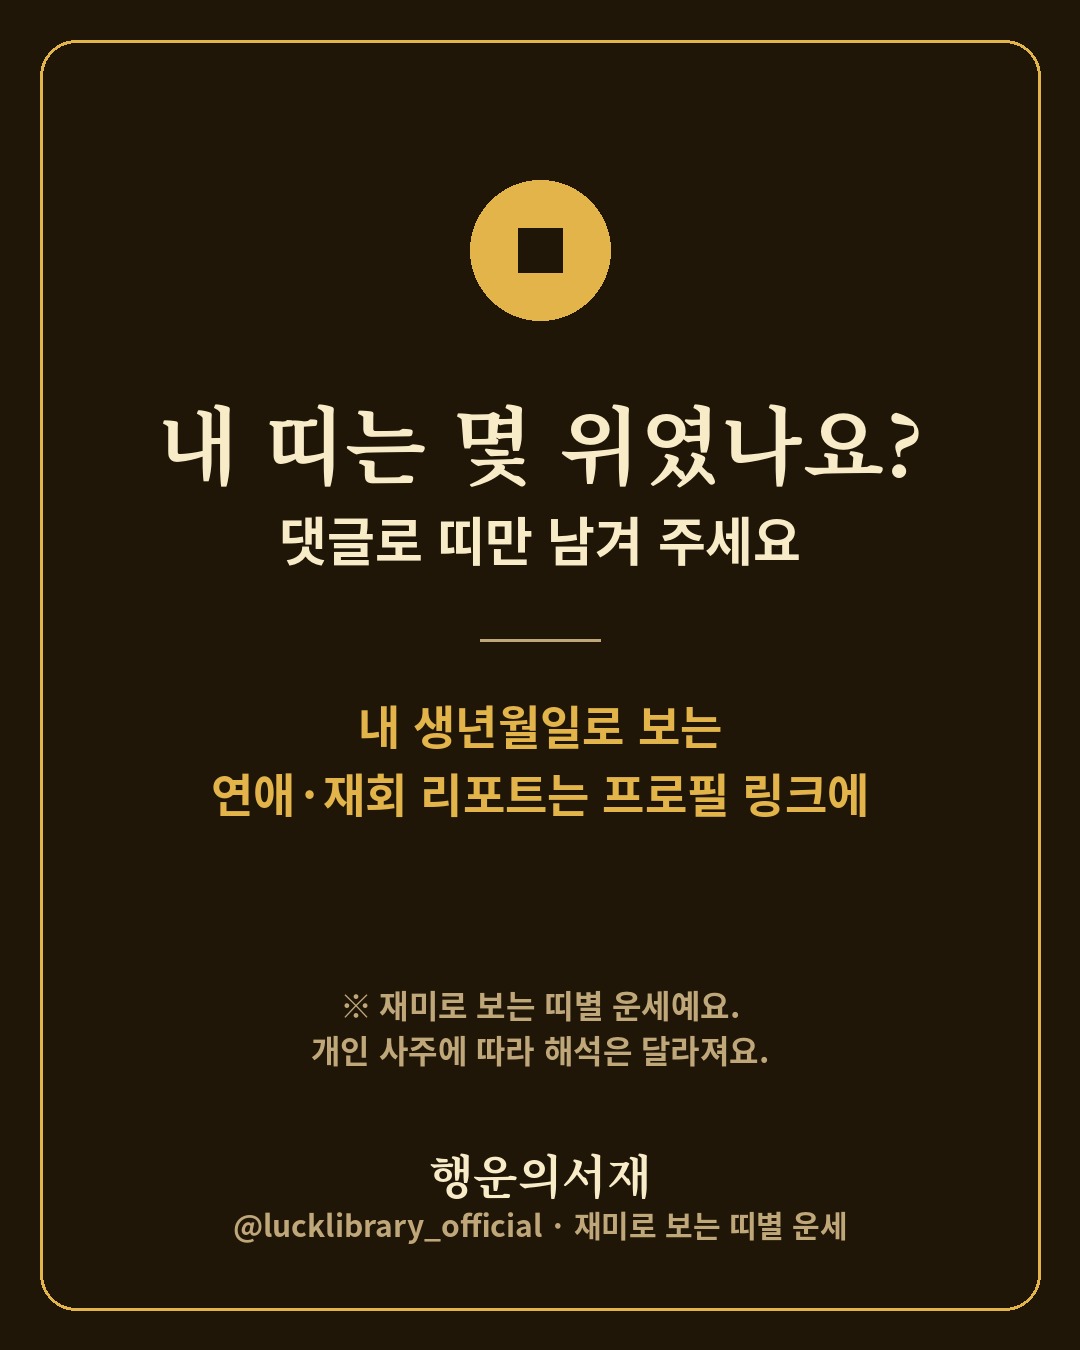 내 띠는 몇 위였나요?
댓글로 띠만 남겨 주세요
내 생년월일로 보는
연애·재회 리포트는 프로필 링크에
※ 재미로 보는 띠별 운세예요.
개인 사주에 따라 해석은 달라져요.
행운의서재
@lucklibrary_official · 재미로 보는 띠별 운세